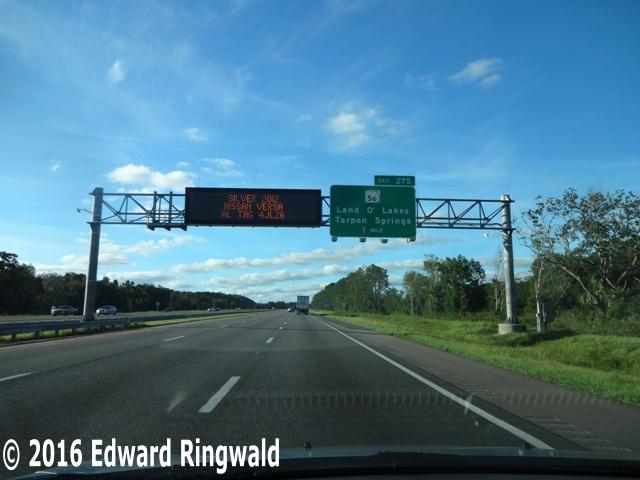 SILVER 2012
NISSAN VERSA
AL TAG 4JL26
EXIT 275
56
Land O' Lakes
Tarpon Springs
1 MILE
© 2016 Edward Ringwald